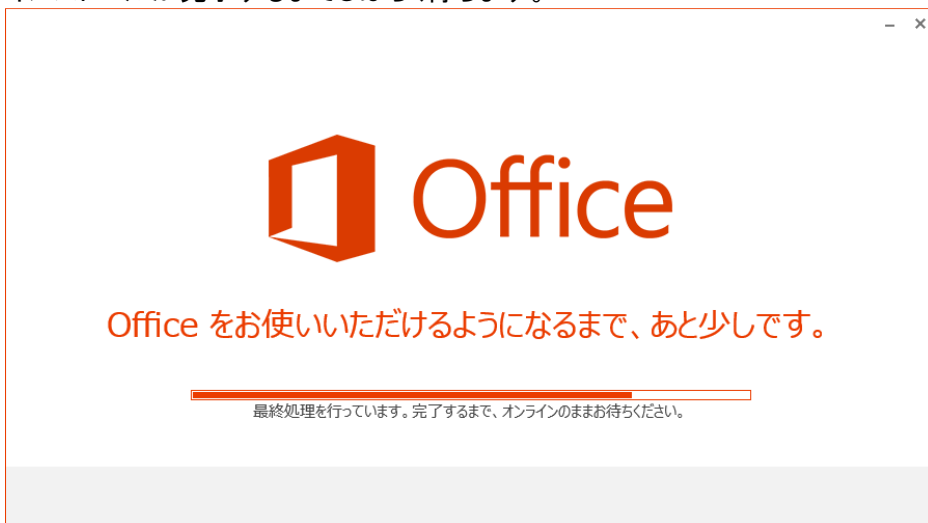 Office
Office をお使いいただけるようになるまで、あと少しです。
最終処理を行っています。完了するまで、オンラインのままお待ちください。